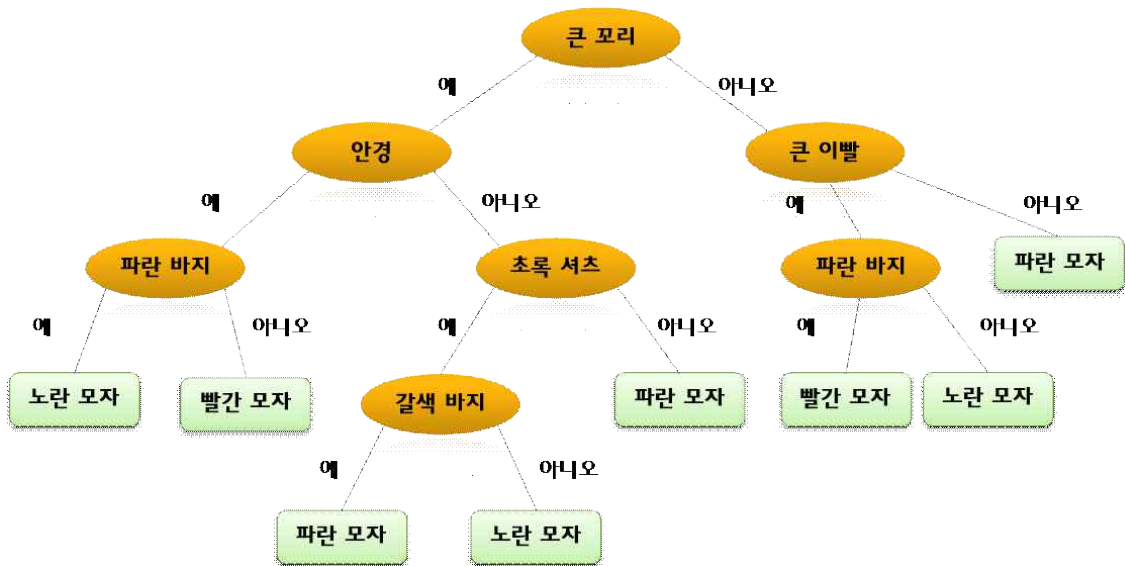 큰 꼬리
예
아니오
안경
큰 이빨
예
아니오
예
아니오
파란 바지
초록 셔츠
파란 바지
파란 모자
예
아니오
예
아니오
예
아니오
노란 모자
빨간 모자
갈색 바지
파란 모자
빨간 모자
노란 모자
예
아니오
파란 모자
노란 모자